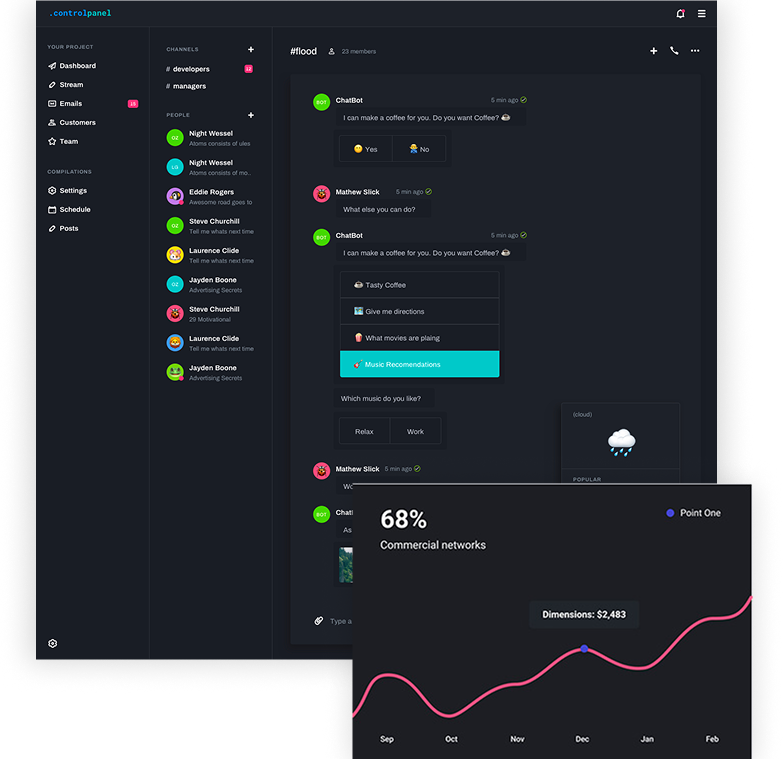 .controlpanel
YOUR PROJECT
Dashboard
Stream
Emails
Customers
Team
COMPILATIONS
Settings
Schedule
Posts
CHANNELS
# developers
12
# managers
PEOPLE
OZ
Night Wessel
Atoms consists of ules
LG
Night Wessel
Atoms consists of mo..
Eddie Rogers
Awesome road goes to
OZ
Steve Churchill
Tell me whats next time
Laurence Clide
Tell me whats next time
OZ
Jayden Boone
Advertising Secrets
Steve Churchill
29 Motivational
Laurence Clide
Tell me whats next time
Jayden Boone
Advertising Secrets
#flood
23 members
BOT
ChatBot
5 min ago
I can make a coffee for you. Do you want Coffee?
Yes
No
Mathew Slick
5 min ago
What else you can do?
BOT
ChatBot
5 min ago
I can make a coffee for you. Do you want Coffee?
Tasty Coffee
Give me directions
What movies are plaing
Music Recomendations
Which music do you like?
Relax
Work
Mathew Slick
5 min ago
BOT
As
Type a
(cloud)
POPULAR
68%
Commercial networks
Point One
Dimensions: $2,483
Sep
Oct
Nov
Dec
Jan
Feb